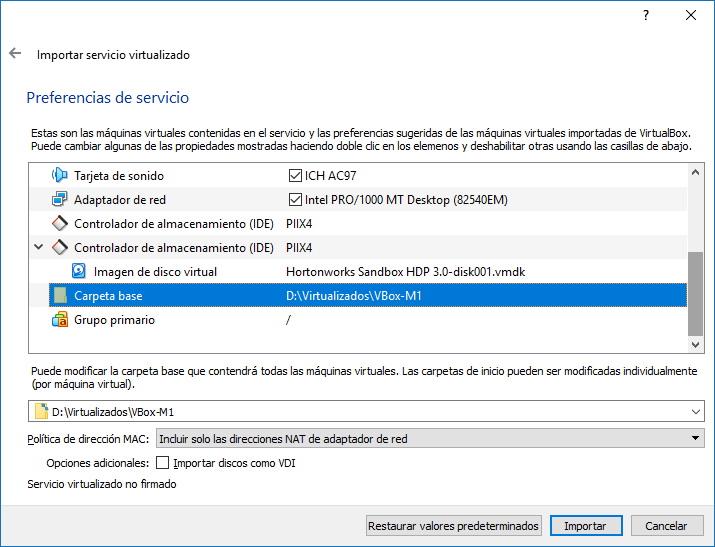 ?
Importar servicio virtualizado
Preferencias de servicio
Estas son las máquinas virtuales contenidas en el servicio y las preferencias sugeridas de las máquinas virtuales importadas de VirtualBox.
Puede cambiar algunas de las propiedades mostradas haciendo doble clic en los elemenos y deshabilitar otras usando las casillas de abajo.
Tarjeta de sonido ICH AC97
Adaptador de red Intel PRO/1000 MT Desktop (82540EM)
Controlador de almacenamiento (IDE) PIIX4
Controlador de almacenamiento (IDE) PIIX4
Imagen de disco virtual Hortonworks Sandbox HDP 3.0-disk001.vmdk
Carpeta base D:\Virtualizados\VBox-M1
Grupo primario /
Puede modificar la carpeta base que contendrá todas las máquinas virtuales. Las carpetas de inicio pueden ser modificadas individualmente
(por máquina virtual).
D:\Virtualizados\VBox-M1
Política de dirección MAC: Incluir solo las direcciones NAT de adaptador de red
Opciones adicionales: Importar discos como VDI
Servicio virtualizado no firmado
Restaurar valores predeterminados Importar Cancelar